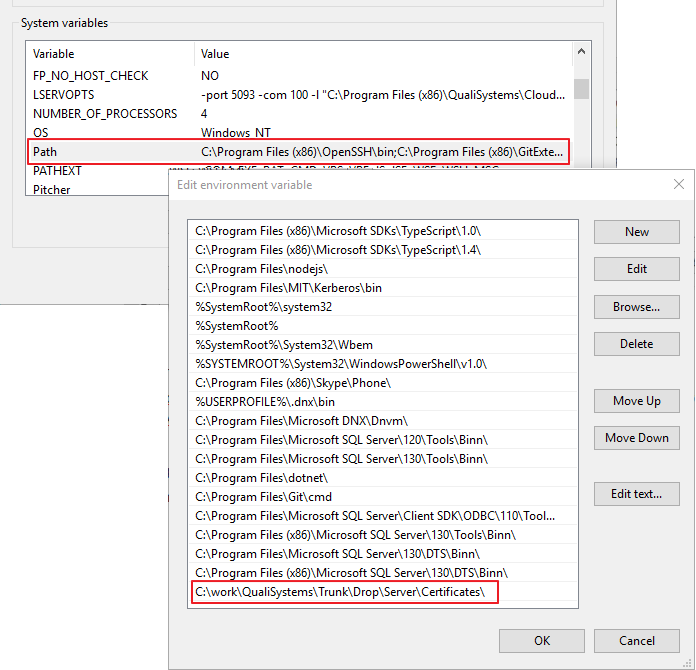 System variables
Variable Value
FP_NO_HOST_CHECK NO
LSERVOPTS -port 5093 -com 100 -l "C:\Program Files (x86)\QualiSystems\Cloud...
NUMBER_OF_PROCESSORS 4
OS Windows_NT
Path C:\Program Files (x86)\OpenSSH\bin;C:\Program Files (x86)\GitExte...
PATHEXT
Pitcher
Edit environment variable
C:\Program Files (x86)\Microsoft SDKs\TypeScript\1.0\
C:\Program Files (x86)\Microsoft SDKs\TypeScript\1.4\
C:\Program Files\nodejs\
C:\Program Files\MIT\Kerberos\bin
%SystemRoot%\system32
%SystemRoot%
%SystemRoot%\System32\Wbem
%SYSTEMROOT%\System32\WindowsPowerShell\v1.0\
C:\Program Files (x86)\Skype\Phone\
%USERPROFILE%\.dnx\bin
C:\Program Files\Microsoft DNX\Dnvm\
C:\Program Files\Microsoft SQL Server\120\Tools\Binn\
C:\Program Files\Microsoft SQL Server\130\Tools\Binn\
C:\Program Files\dotnet\
C:\Program Files\Git\cmd
C:\Program Files\Microsoft SQL Server\Client SDK\ODBC\110\Tool...
C:\Program Files (x86)\Microsoft SQL Server\130\Tools\Binn\
C:\Program Files\Microsoft SQL Server\130\DTS\Binn\
C:\Program Files (x86)\Microsoft SQL Server\130\DTS\Binn\
C:\work\QualiSystems\Trunk\Drop\Server\Certificates\
New
Edit
Browse...
Delete
Move Up
Move Down
Edit text...
OK
Cancel